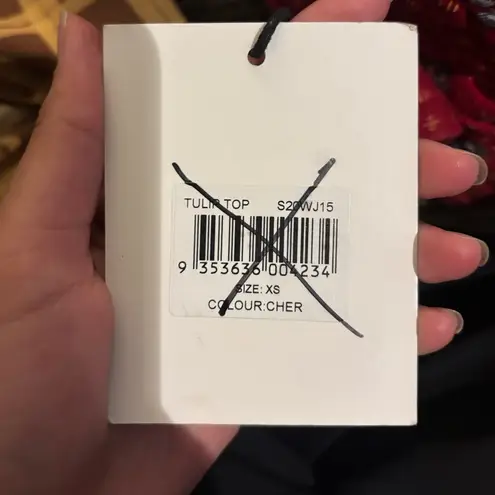 TULIP TOP S20WJ15
9 353636 004234
SIZE: XS
COLOUR:CHER